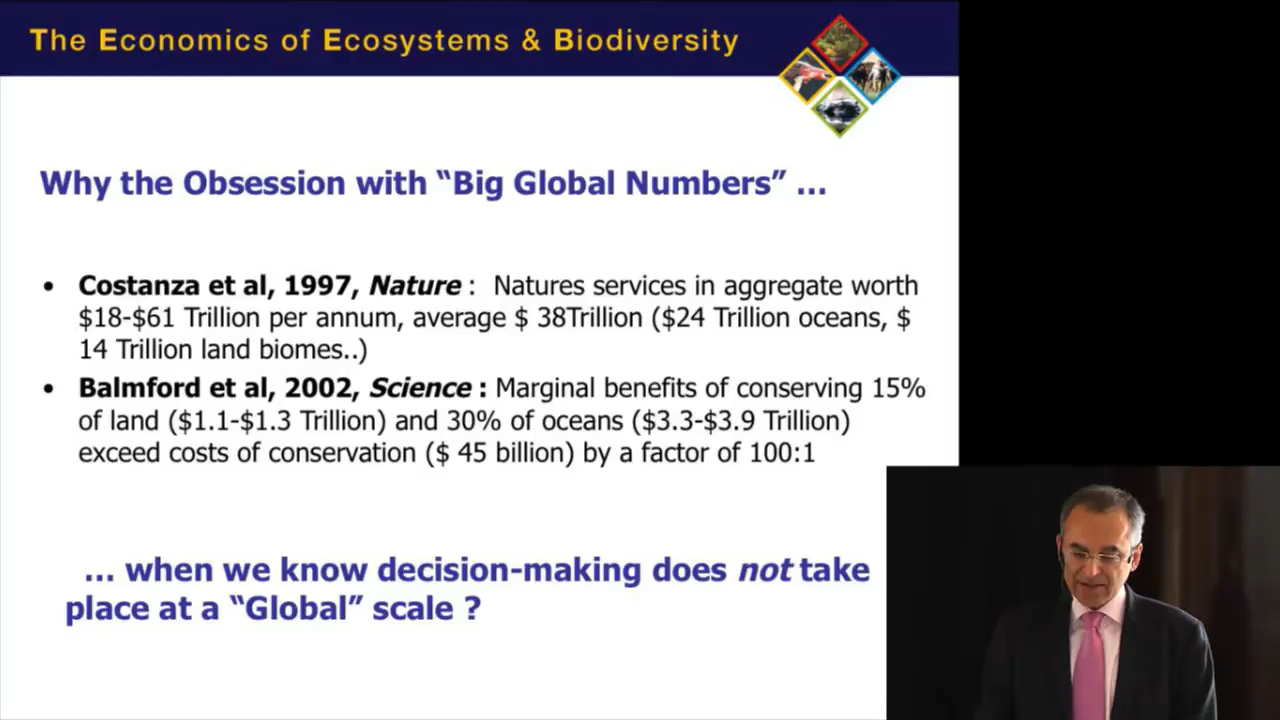 The Economics of Ecosystems & Biodiversity
Why the Obsession with “Big Global Numbers” ...
• Costanza et al, 1997, Nature : Natures services in aggregate worth
$18-$61 Trillion per annum, average $ 38Trillion ($24 Trillion oceans, $
14 Trillion land biomes..)
• Balmford et al, 2002, Science : Marginal benefits of conserving 15%
of land ($1.1-$1.3 Trillion) and 30% of oceans ($3.3-$3.9 Trillion)
exceed costs of conservation ($ 45 billion) by a factor of 100:1
... when we know decision-making does not take
place at a “Global” scale ?